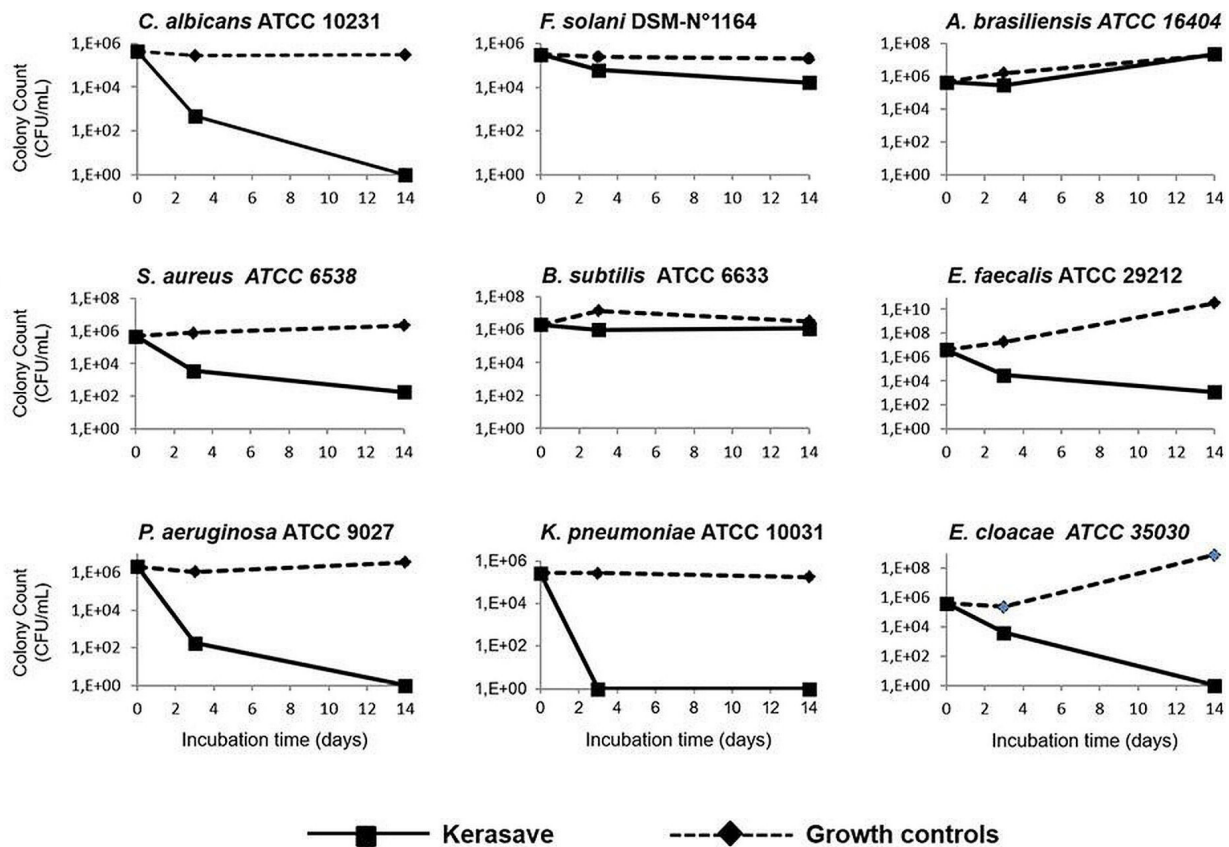 C. albicans ATCC 10231
F. solani DSM-N°1164
A. brasiliensis ATCC 16404
Colony Count
(CFU/mL)
1,E+06
1,E+04
1,E+02
1,E+00
0 2 4 6 8 10 12 14
1,E+06
1,E+04
1,E+02
1,E+00
0 2 4 6 8 10 12 14
1,E+08
1,E+06
1,E+04
1,E+02
1,E+00
0 2 4 6 8 10 12 14
S. aureus ATCC 6538
B. subtilis ATCC 6633
E. faecalis ATCC 29212
Colony Count
(CFU/mL)
1,E+08
1,E+06
1,E+04
1,E+02
1,E+00
0 2 4 6 8 10 12 14
1,E+08
1,E+06
1,E+04
1,E+02
1,E+00
0 2 4 6 8 10 12 14
1,E+10
1,E+08
1,E+06
1,E+04
1,E+02
1,E+00
0 2 4 6 8 10 12 14
P. aeruginosa ATCC 9027
K. pneumoniae ATCC 10031
E. cloacae ATCC 35030
Colony Count
(CFU/mL)
1,E+06
1,E+04
1,E+02
1,E+00
0 2 4 6 8 10 12 14
Incubation time (days)
1,E+06
1,E+04
1,E+02
1,E+00
0 2 4 6 8 10 12 14
Incubation time (days)
1,E+08
1,E+06
1,E+04
1,E+02
1,E+00
0 2 4 6 8 10 12 14
Incubation time (days)
Kerasave
Growth controls